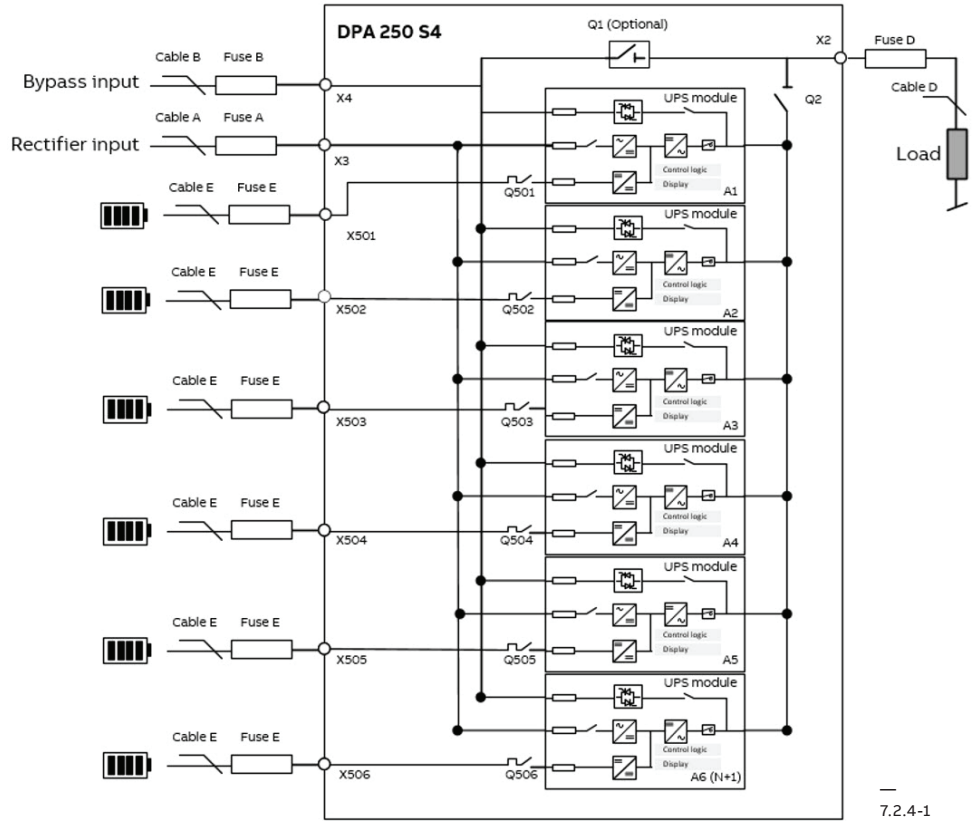 DPA 250 S4
Q1 (Optional)
X2
Fuse D
Cable B
Fuse B
Bypass input
X4
Cable D
Q2
Load
Cable A
Fuse A
Rectifier input
X3
UPS module
Control logic
Display
A1
Cable E
Fuse E
X501
Q501
UPS module
Control logic
Display
A2
Cable E
Fuse E
X502
Q502
UPS module
Control logic
Display
A3
Cable E
Fuse E
X503
Q503
UPS module
Control logic
Display
A4
Cable E
Fuse E
X504
Q504
UPS module
Control logic
Display
A5
Cable E
Fuse E
X505
Q505
UPS module
Control logic
Display
A6 (N+1)
Cable E
Fuse E
X506
Q506
7.2.4-1